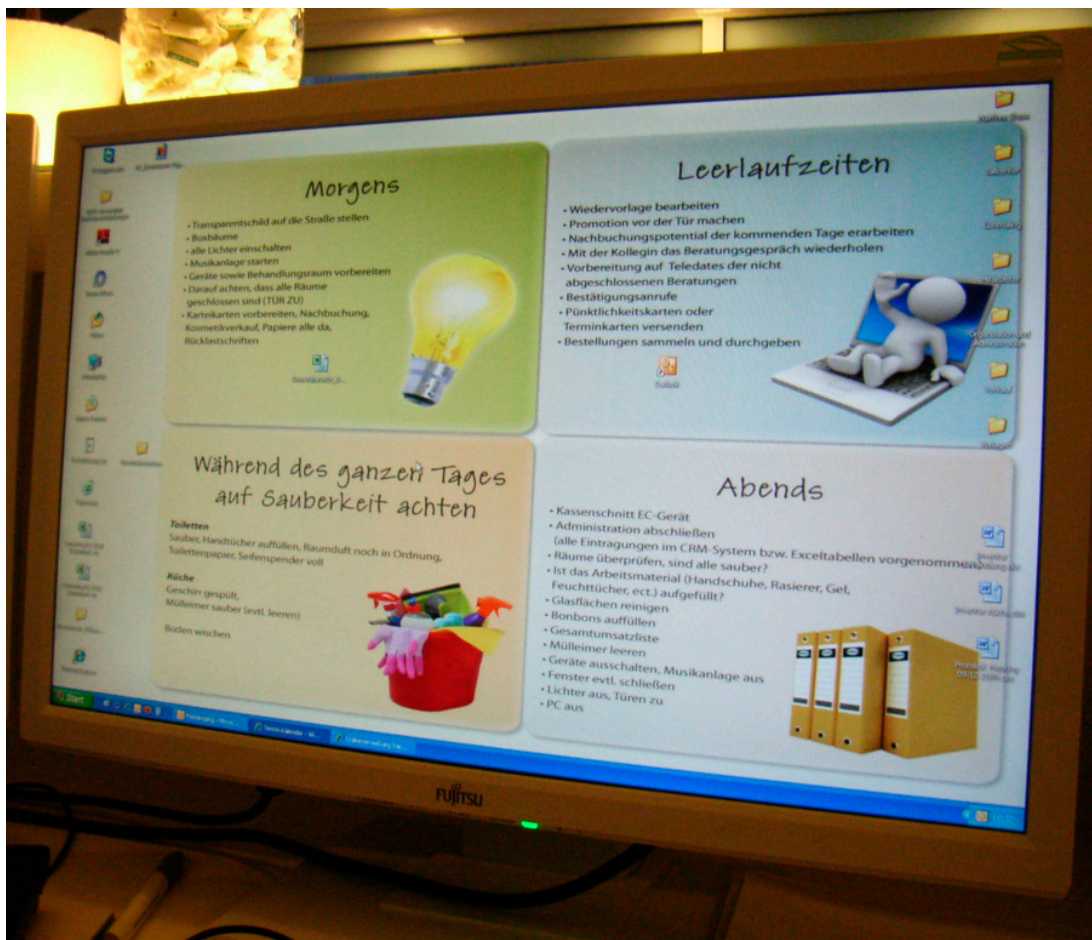 Morgens
• Transparentschild auf die Straße stellen
• Buxbäume
• alle Lichter einschalten
• Musikanlage starten
• Geräte sowie Behandlungsraum vorbereiten
• Darauf achten, dass alle Räume
geschlossen sind (TÜR ZU)
• Karteikarten vorbereiten, Nachbuchung,
Kosmetikverkauf, Papiere alle da,
Rücklastschriften
Leerlaufzeiten
• Wiedervorlage bearbeiten
• Promotion vor der Tür machen
• Nachbuchungspotential der kommenden Tage erarbeiten
• Mit der Kollegin das Beratungsgespräch wiederholen
• Vorbereitung auf Teledates der nicht
abgeschlossenen Beratungen
• Bestätigungsanrufe
• Pünktlichkeitskarten oder
Terminkarten versenden
• Bestellungen sammeln und durchgeben
Outlook
Organisation und
Verkauf
Vorlagen
Während des ganzen Tages
auf Sauberkeit achten
Toiletten
Sauber, Handtücher auffüllen, Raumduft noch in Ordnung,
Toilettenpapier, Seifenspender voll
Küche
Geschirr gespült,
Mülleimer sauber (evtl. leeren)
Boden wischen
Abends
• Kassenschnitt EC-Gerät
• Administration abschließen
(alle Eintragungen im CRM-System bzw. Exceltabellen vorgenommen
• Räume überprüfen, sind alle sauber?
• Ist das Arbeitsmaterial (Handschuhe, Rasierer, Gel,
Feuchttücher, ect.) aufgefüllt?
• Glasflächen reinigen
• Bonbons auffüllen
• Gesamtumsatzliste
• Mülleimer leeren
• Geräte ausschalten, Musikanlage aus
• Fenster evtl. schließen
• Lichter aus, Türen zu
• PC aus
Start
FUJITSU